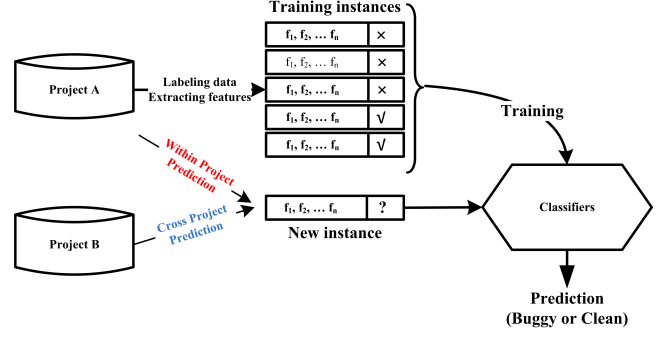 Training instances
f1, f2, … fn ×
f1, f2, … fn ×
Project A
Labeling data
Extracting features
f1, f2, … fn ×
f1, f2, … fn √
f1, f2, … fn √
Training
Within Project
Prediction
Cross Project
Prediction
f1, f2, … fn ?
New instance
Project B
Classifiers
Prediction
(Buggy or Clean)